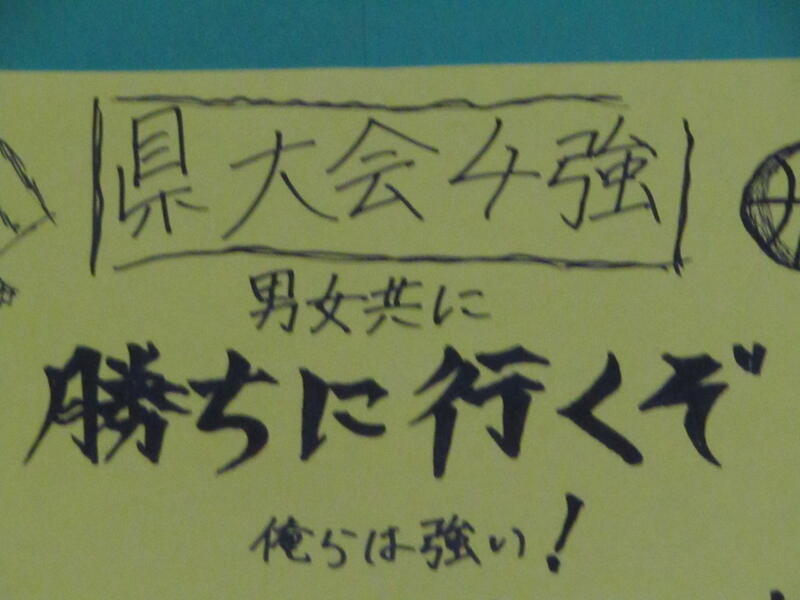 県大会4強
男女共に
勝ちに行くぞ
俺らは強い!